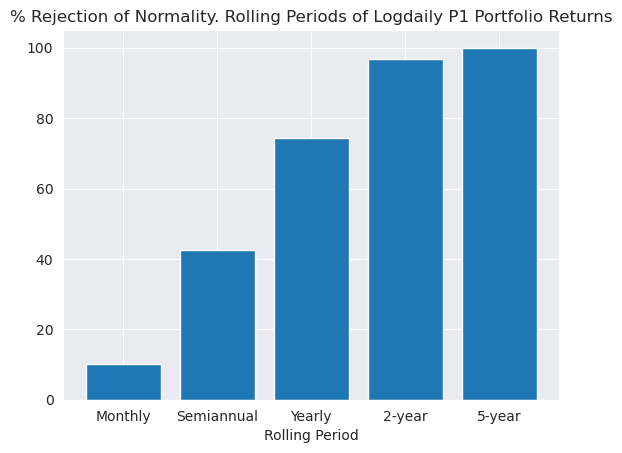 % Rejection of Normality. Rolling Periods of Logdaily P1 Portfolio Returns
100
80
60
40
20
0
Monthly Semiannual Yearly 2-year 5-year
Rolling Period